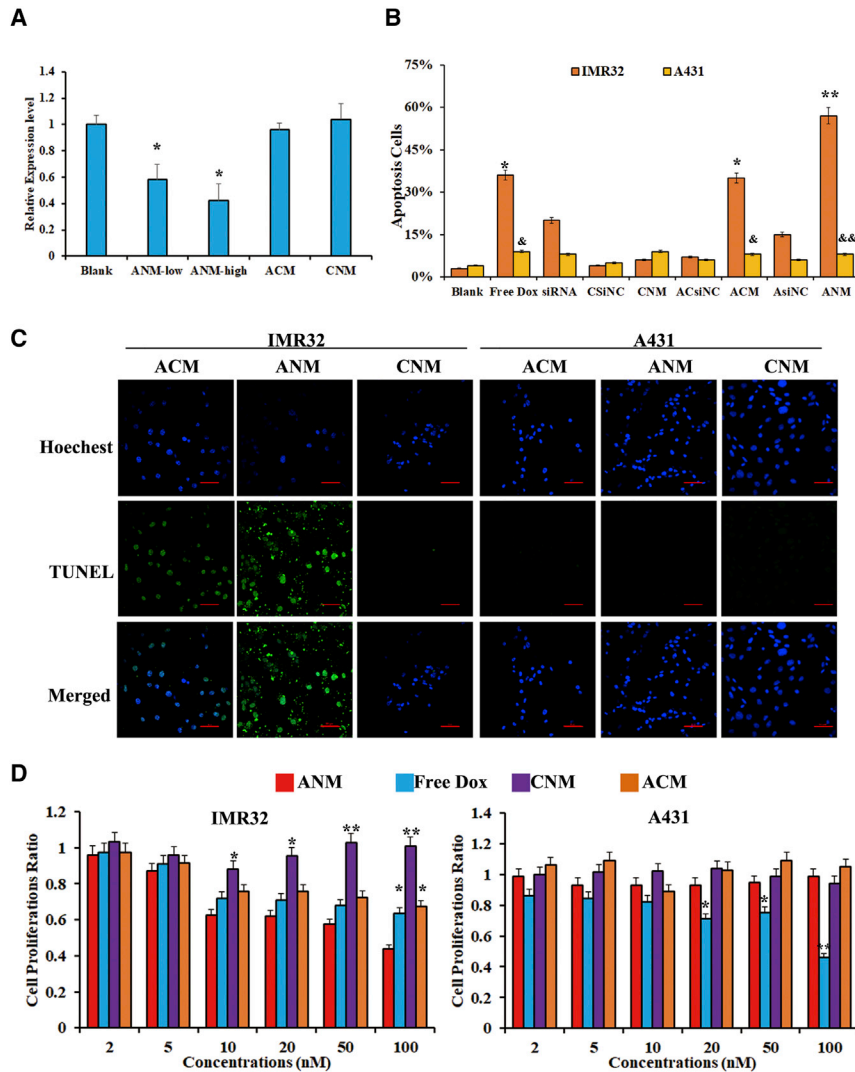 A
Relative Expression level
1.4
1.2
1
0.8
0.6
0.4
0.2
0
*
*
Blank ANM-low ANM-high ACM CNM
B
Apoptosis Cells
75%
60%
45%
30%
15%
0%
IMR32 A431
* & * & ** &&
Blank Free Dox siRNA CSiNC CNM ACsiNC ACM AsiNC ANM
C
IMR32 A431
ACM ANM CNM ACM ANM CNM
Hoechest
TUNEL
Merged
D
ANM Free Dox CNM ACM
IMR32
Cell Proliferations Ratio
1.2
1
0.8
0.6
0.4
0.2
0
* * ** * ** *
2 5 10 20 50 100
Concentrations (nM)
A431
Cell Proliferations Ratio
1.4
1.2
1
0.8
0.6
0.4
0.2
0
* * **
2 5 10 20 50 100
Concentrations (nM)